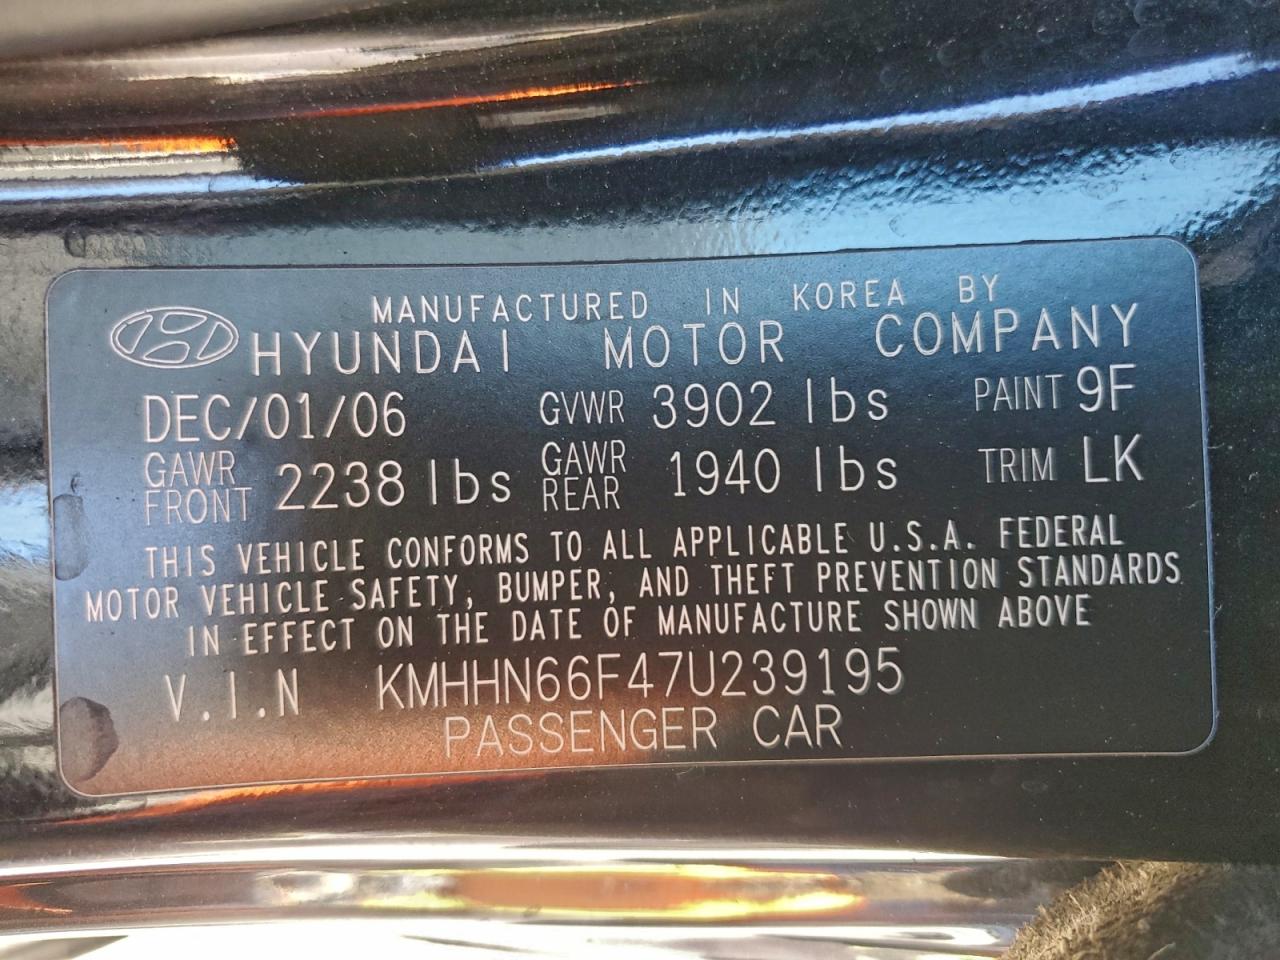 MANUFACTURED IN KOREA BY
HYUNDAI MOTOR COMPANY
DEC/01/06 GVWR 3902 lbs PAINT 9F
GAWR FRONT 2238 lbs GAWR REAR 1940 lbs TRIM LK
THIS VEHICLE CONFORMS TO ALL APPLICABLE U.S.A. FEDERAL
MOTOR VEHICLE SAFETY, BUMPER, AND THEFT PREVENTION STANDARDS
IN EFFECT ON THE DATE OF MANUFACTURE SHOWN ABOVE
V.I.N KMHHN66F47U239195
PASSENGER CAR